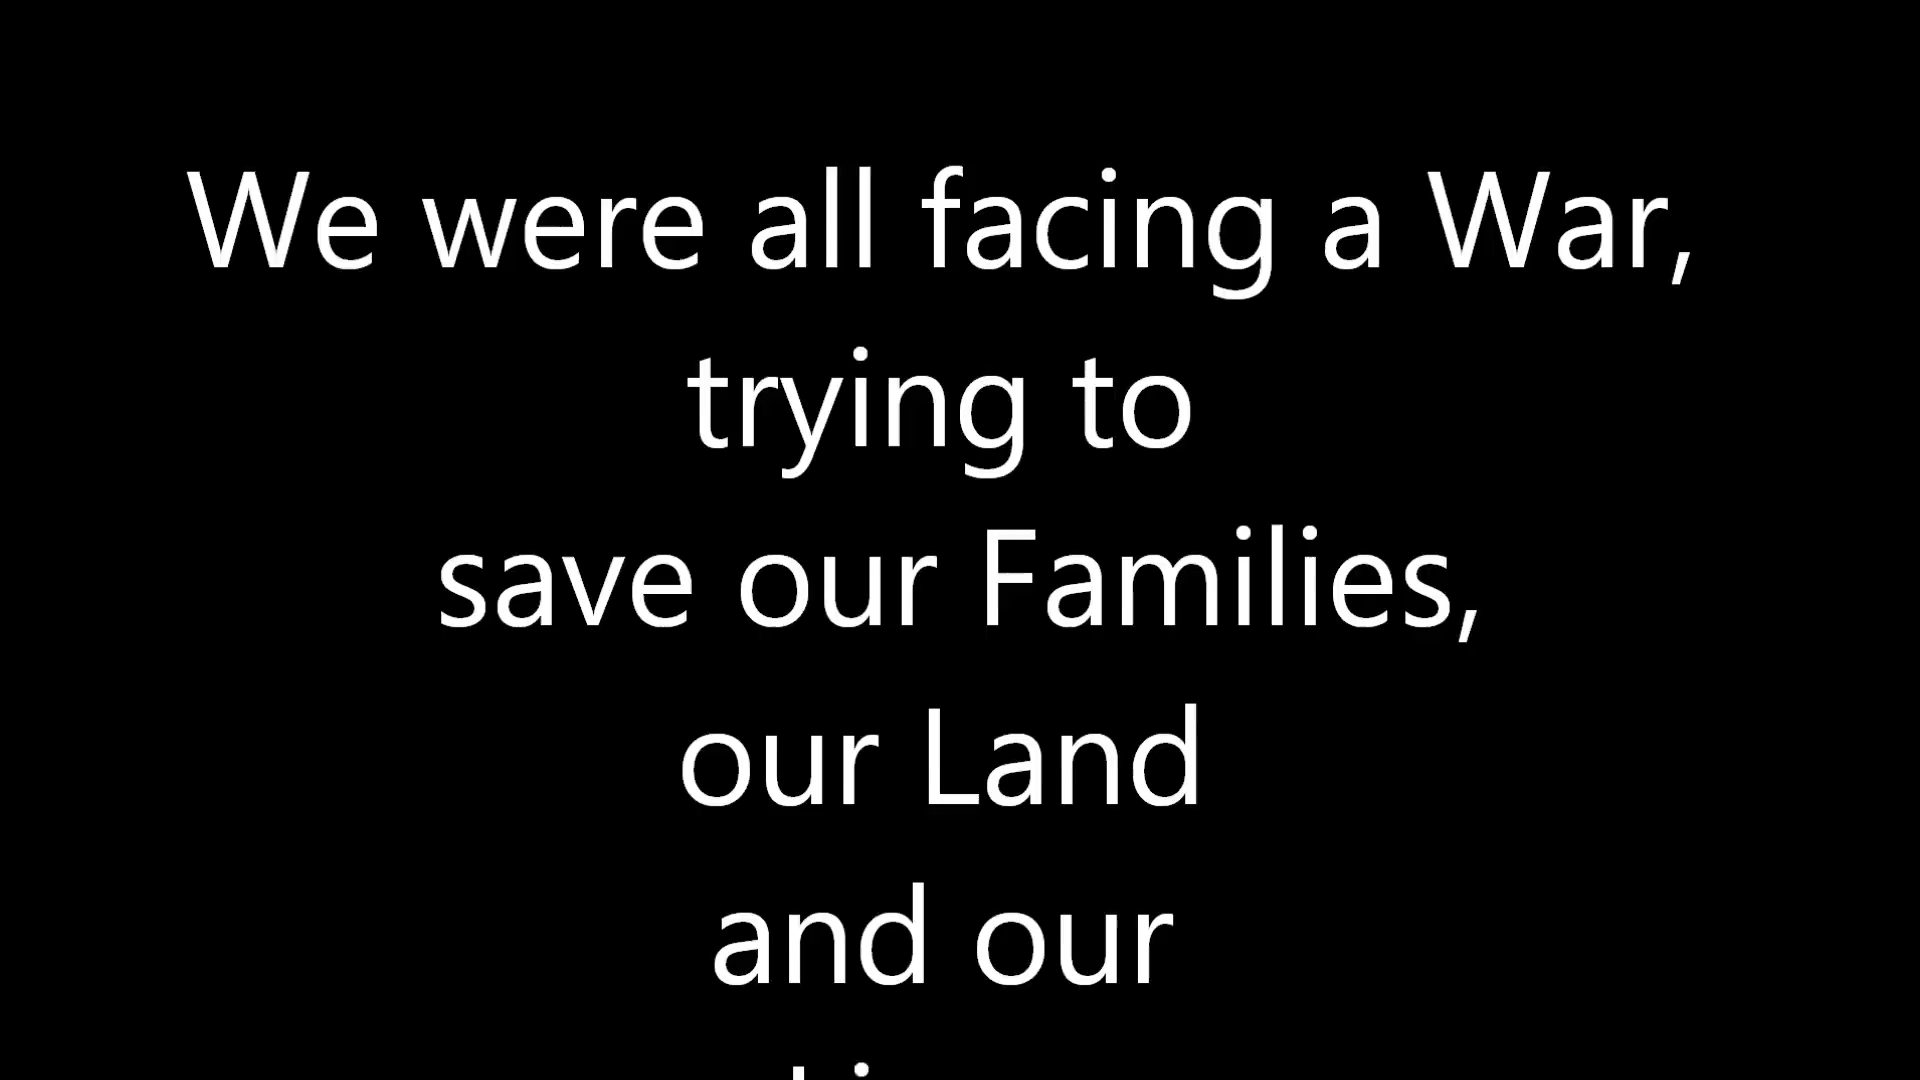 We were all facing a War,
trying to
save our Families,
our Land
and our